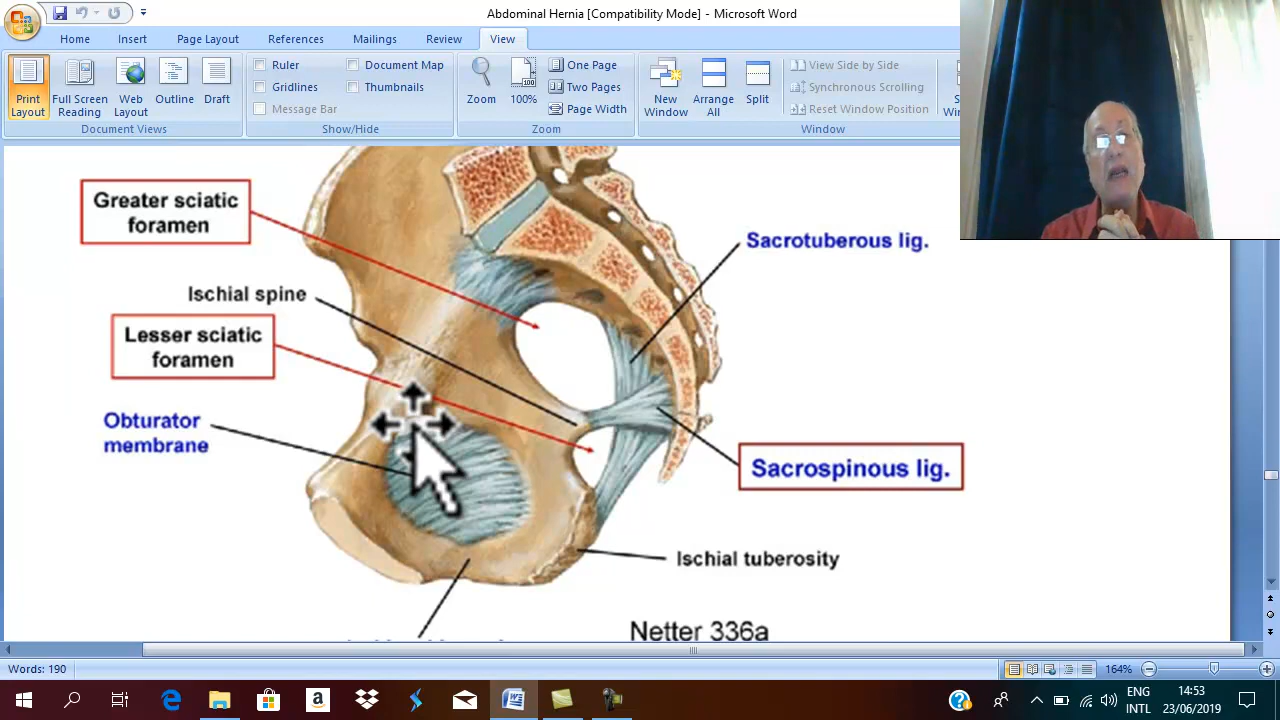 Abdominal Hernia [Compatibility Mode] - Microsoft Word
Home Insert Page Layout References Mailings Review View
Print Layout
Full Screen Reading
Web Layout
Outline
Draft
Document Views
Ruler
Gridlines
Message Bar
Document Map
Thumbnails
Show/Hide
Zoom
100%
One Page
Two Pages
Page Width
Zoom
New Window
Arrange All
Split
View Side by Side
Synchronous Scrolling
Reset Window Position
Window
Greater sciatic
foramen
Sacrotuberous lig.
Ischial spine
Lesser sciatic
foramen
Obturator
membrane
Sacrospinous lig.
Ischial tuberosity
Netter 336a
Words: 190
164%
ENG
INTL
14:53
23/06/2019